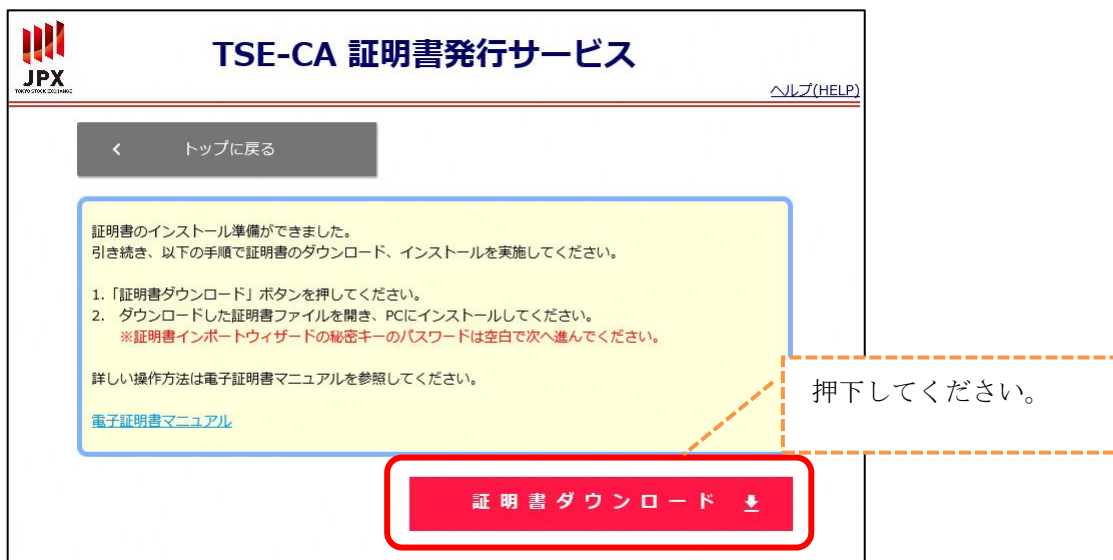 JPX
TOKYO STOCK EXCHANGE
TSE-CA 証明書発行サービス
ヘルプ(HELP)
トップに戻る
証明書のインストール準備ができました。
引き続き、以下の手順で証明書のダウンロード、インストールを実施してください。
1.「証明書ダウンロード」ボタンを押してください。
2. ダウンロードした証明書ファイルを開き、PCにインストールしてください。
※証明書インポートウィザードの秘密キーのパスワードは空白で次へ進んでください。
詳しい操作方法は電子証明書マニュアルを参照してください。
電子証明書マニュアル
押下してください。
証明書ダウンロード